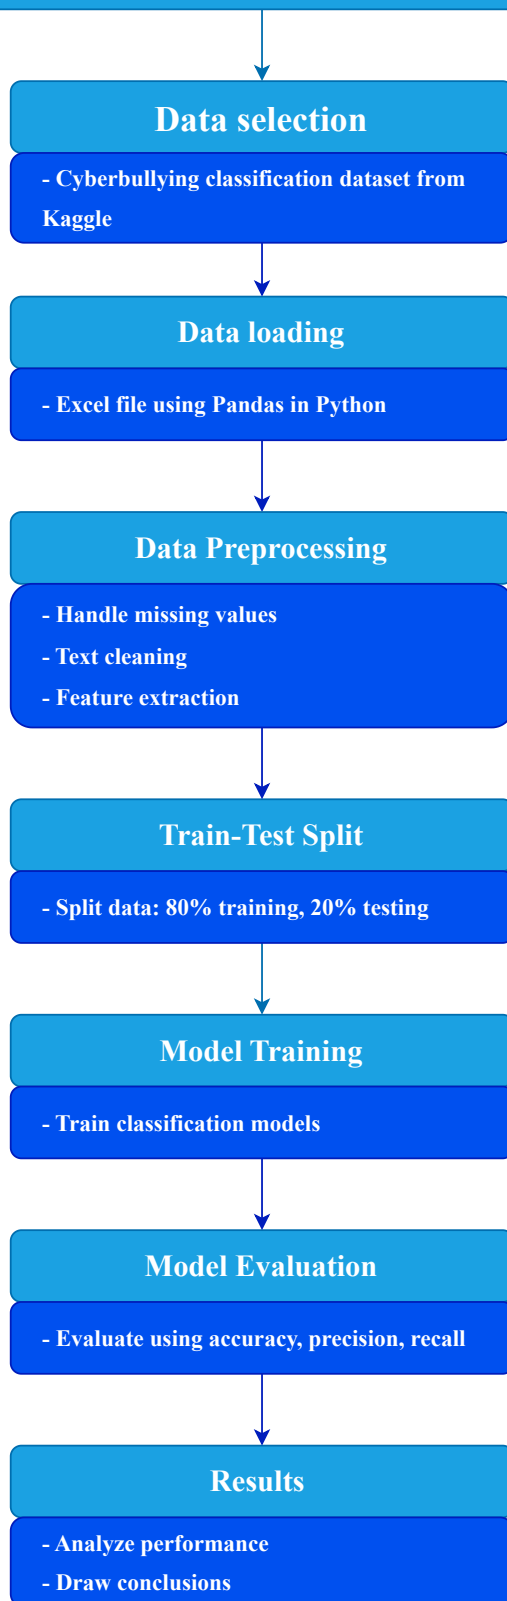 Data selection
- Cyberbullying classification dataset from
Kaggle
Data loading
- Excel file using Pandas in Python
Data Preprocessing
- Handle missing values
- Text cleaning
- Feature extraction
Train-Test Split
- Split data: 80% training, 20% testing
Model Training
- Train classification models
Model Evaluation
- Evaluate using accuracy, precision, recall
Results
- Analyze performance
- Draw conclusions